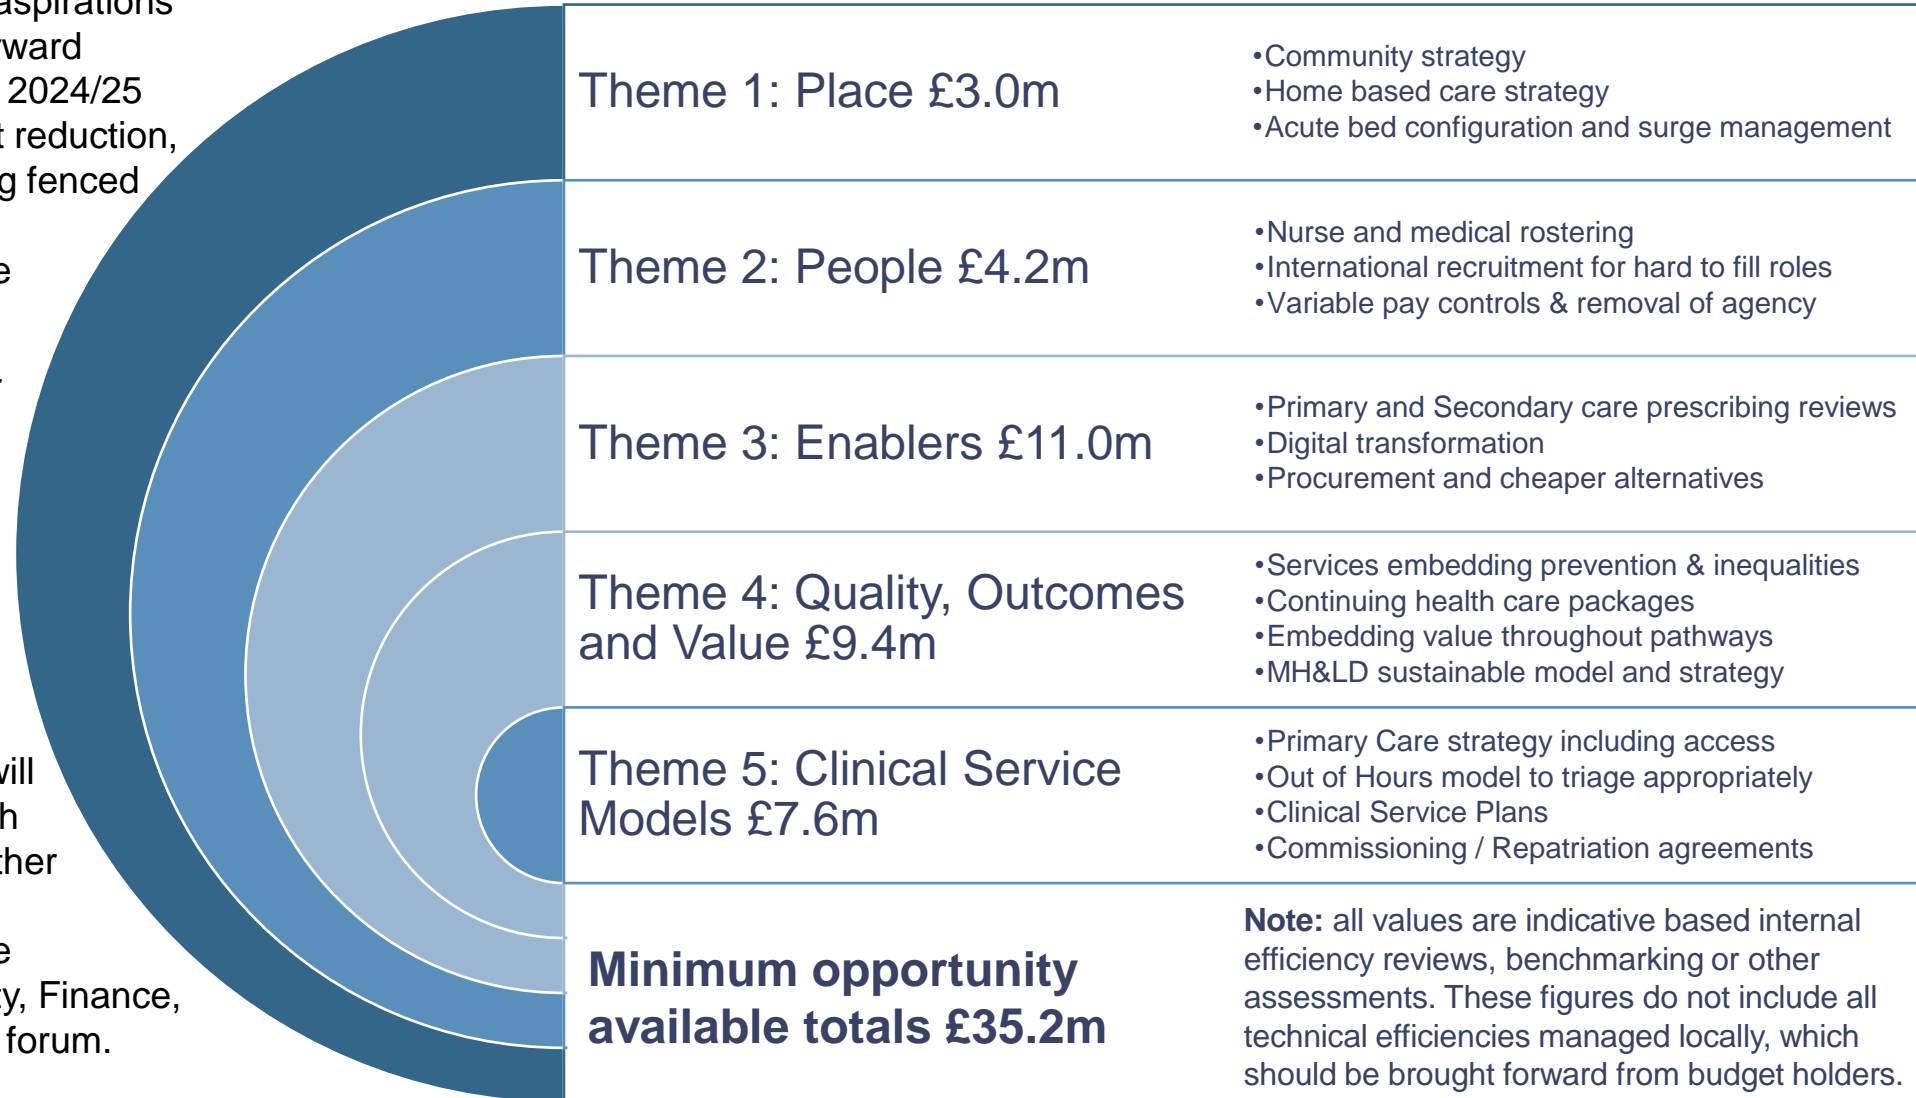 aspirations
ward
2024/25
t reduction,
g fenced
e
will
h
ther
e
ty, Finance,
forum.
Theme 1: Place £3.0m
•Community strategy
•Home based care strategy
•Acute bed configuration and surge management
Theme 2: People £4.2m
•Nurse and medical rostering
•International recruitment for hard to fill roles
•Variable pay controls & removal of agency
Theme 3: Enablers £11.0m
•Primary and Secondary care prescribing reviews
•Digital transformation
•Procurement and cheaper alternatives
Theme 4: Quality, Outcomes
and Value £9.4m
•Services embedding prevention & inequalities
•Continuing health care packages
•Embedding value throughout pathways
•MH&LD sustainable model and strategy
Theme 5: Clinical Service
Models £7.6m
•Primary Care strategy including access
•Out of Hours model to triage appropriately
•Clinical Service Plans
•Commissioning / Repatriation agreements
Minimum opportunity
available totals £35.2m
Note: all values are indicative based internal
efficiency reviews, benchmarking or other
assessments. These figures do not include all
technical efficiencies managed locally, which
should be brought forward from budget holders.